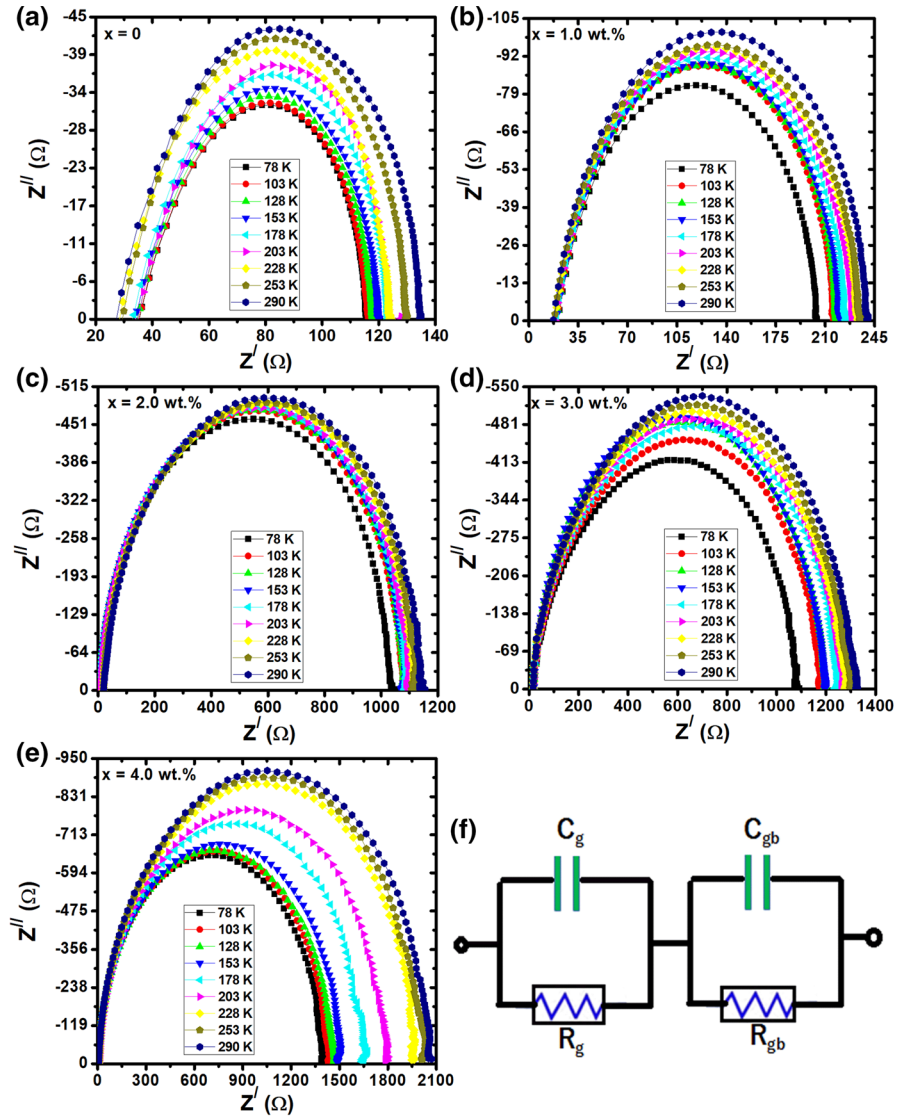 (a)
x = 0
-45
-39
-34
-28
-23
-17
-11
-6
0
Z// (Ω)
78 K
103 K
128 K
153 K
178 K
203 K
228 K
253 K
290 K
20 40 60 80 100 120 140
Z/ (Ω)
(b)
x = 1.0 wt.%
-105
-92
-79
-66
-53
-39
-26
-13
0
Z// (Ω)
78 K
103 K
128 K
153 K
178 K
203 K
228 K
253 K
290 K
0 35 70 105 140 175 211 245
Z/ (Ω)
(c)
x = 2.0 wt.%
-515
-451
-386
-322
-258
-193
-129
-64
0
Z// (Ω)
78 K
103 K
128 K
153 K
178 K
203 K
228 K
253 K
290 K
0 200 400 600 800 1000 1200
Z/ (Ω)
(d)
x = 3.0 wt.%
-550
-481
-413
-344
-275
-206
-138
-69
0
Z// (Ω)
78 K
103 K
128 K
153 K
178 K
203 K
228 K
253 K
290 K
0 200 400 600 800 1000 1200 1400
Z/ (Ω)
(e)
x = 4.0 wt.%
-950
-831
-713
-594
-475
-356
-238
-119
0
Z// (Ω)
78 K
103 K
128 K
153 K
178 K
203 K
228 K
253 K
290 K
0 300 600 900 1200 1500 1800 2100
Z/ (Ω)
(f)
Cg
Cgb
Rg
Rgb